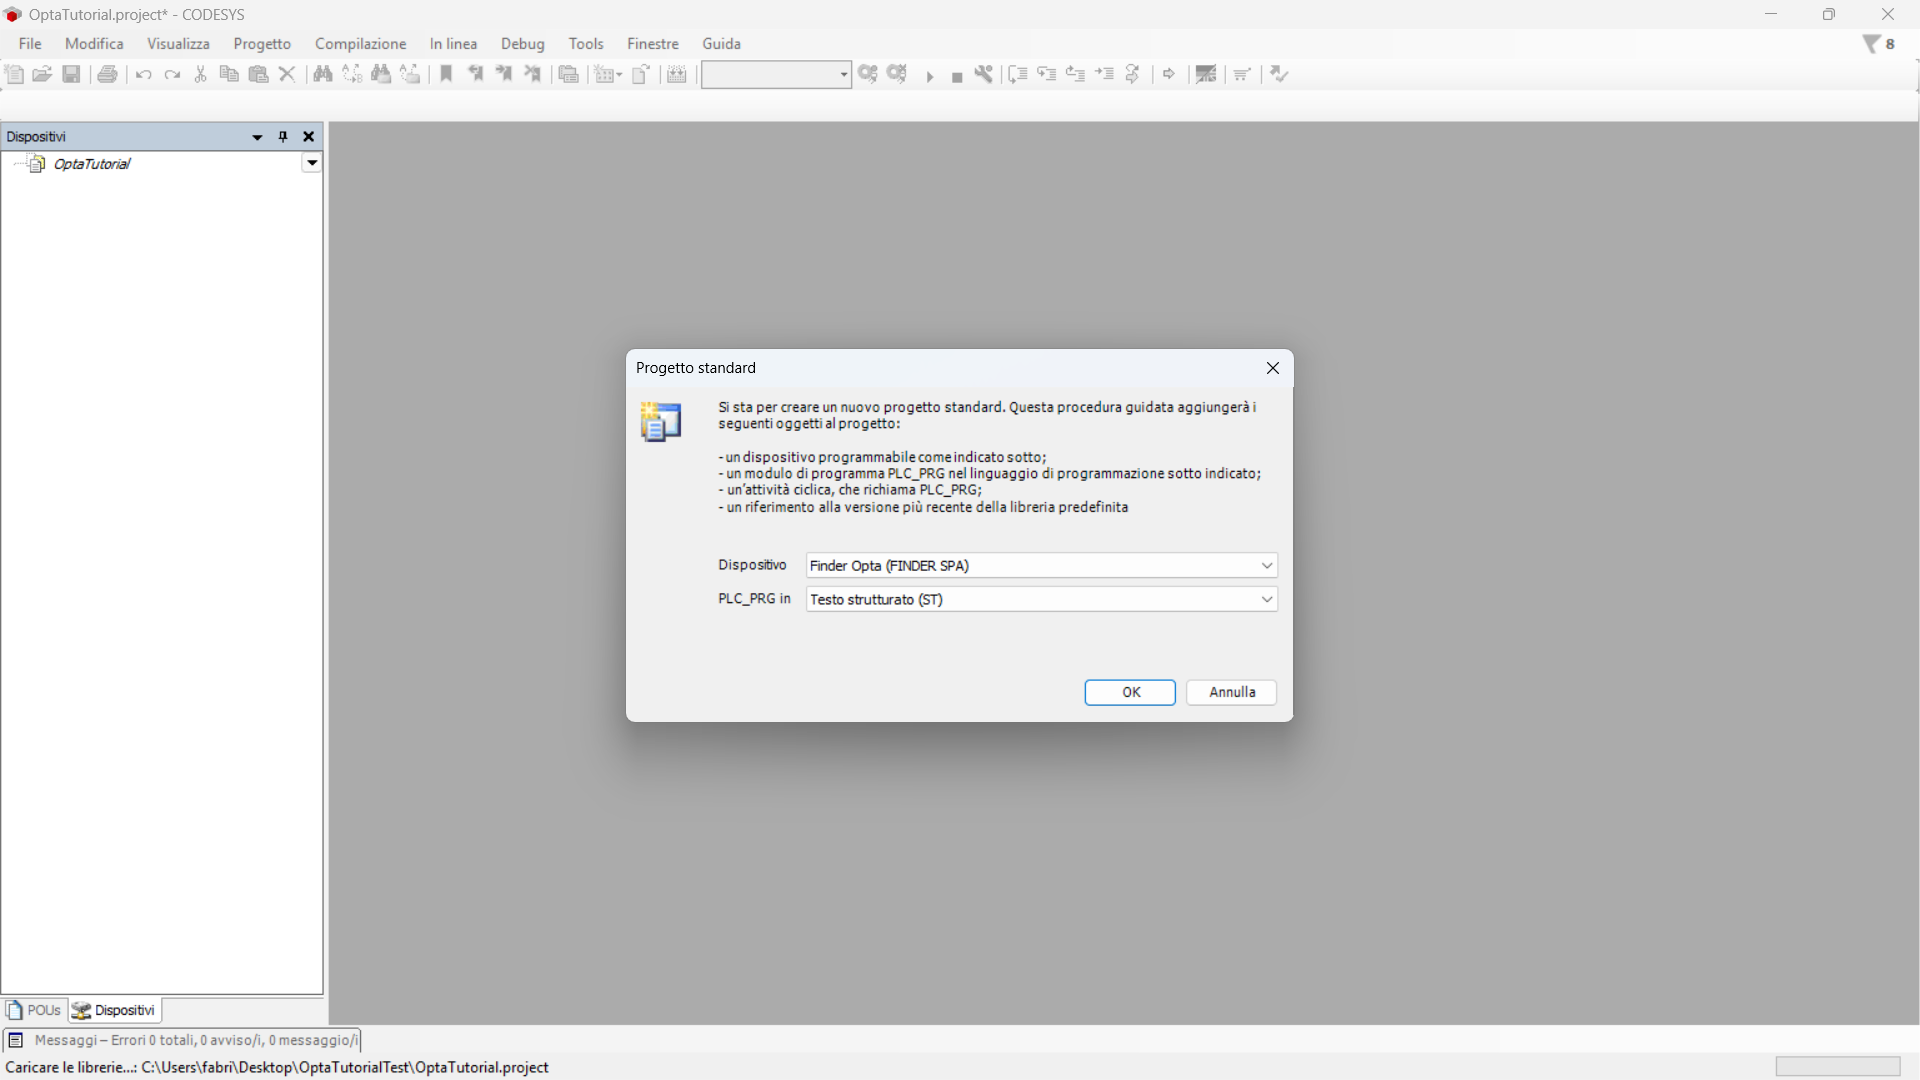 OptaTutorial.project* - CODESYS
File Modifica Visualizza Progetto Compilazione In linea Debug Tools Finestre Guida
8
Dispositivi
OptaTutorial
Progetto standard
Si sta per creare un nuovo progetto standard. Questa procedura guidata aggiungerà i
seguenti oggetti al progetto:
- un dispositivo programmabile come indicato sotto;
- un modulo di programma PLC_PRG nel linguaggio di programmazione sotto indicato;
- un'attività ciclica, che richiama PLC_PRG;
- un riferimento alla versione più recente della libreria predefinita
Dispositivo Finder Opta (FINDER SPA)
PLC_PRG in Testo strutturato (ST)
OK Annulla
POUs Dispositivi
Messaggi – Errori 0 totali, 0 avviso/i, 0 messaggio/i
Caricare le librerie...: C:\Users\fabri\Desktop\OptaTutorialTest\OptaTutorial.project